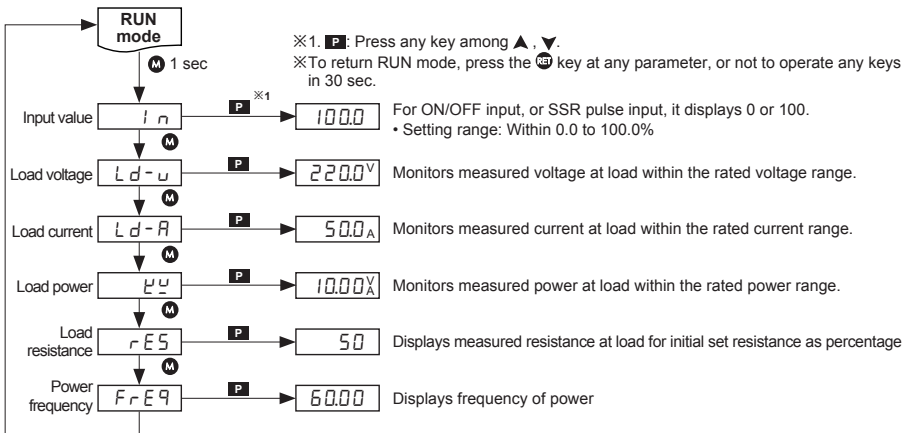 RUN
mode
M 1 sec
※1. P: Press any key among ▲, ▼.
※To return RUN mode, press the RET key at any parameter, or not to operate any keys
in 30 sec.
Input value In P ※1 100.0
For ON/OFF input, or SSR pulse input, it displays 0 or 100.
• Setting range: Within 0.0 to 100.0%
M
Load voltage Ld-u P 220.0 V Monitors measured voltage at load within the rated voltage range.
M
Load current Ld-A P 50.0 A Monitors measured current at load within the rated current range.
M
Load power P 10.00 V A Monitors measured power at load within the rated power range.
M
Load
resistance rES P 50 Displays measured resistance at load for initial set resistance as percentage
M
Power
frequency FrEq P 60.00 Displays frequency of power